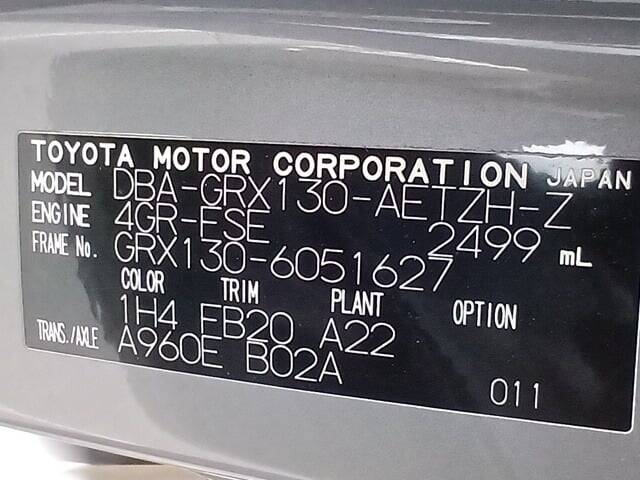 TOYOTA MOTOR CORPORATION JAPAN
MODEL DBA-GRX130-AETZH-Z
ENGINE 4GR-FSE 2499 mL
FRAME No. GRX130-6051627
COLOR TRIM PLANT OPTION
1H4 FB20 A22
TRANS./AXLE A960E B02A
011